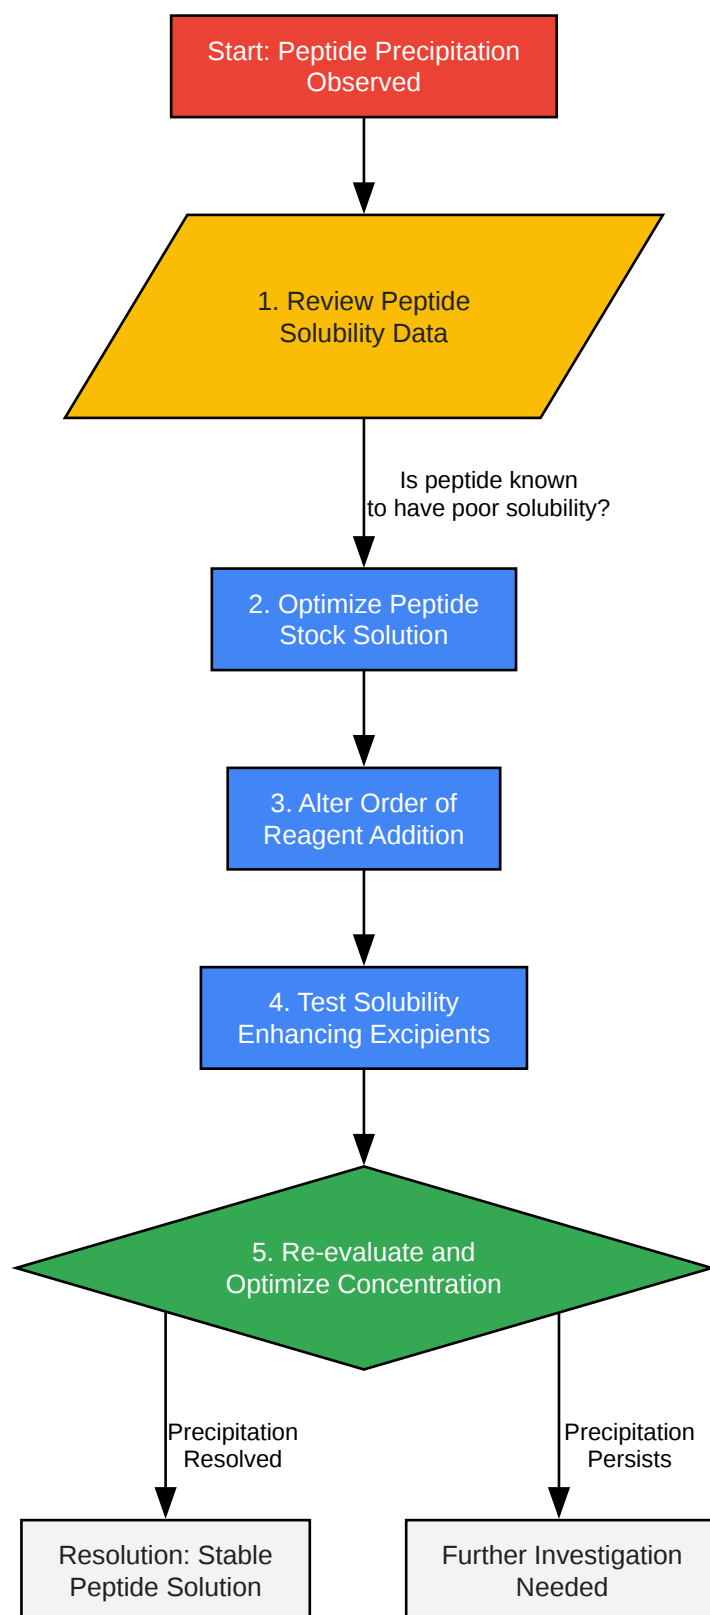 Start: Peptide Precipitation
Observed
1. Review Peptide
Solubility Data
Is peptide known
to have poor solubility?
2. Optimize Peptide
Stock Solution
3. Alter Order of
Reagent Addition
4. Test Solubility
Enhancing Excipients
5. Re-evaluate and
Optimize Concentration
Precipitation
Resolved
Precipitation
Persists
Resolution: Stable
Peptide Solution
Further Investigation
Needed